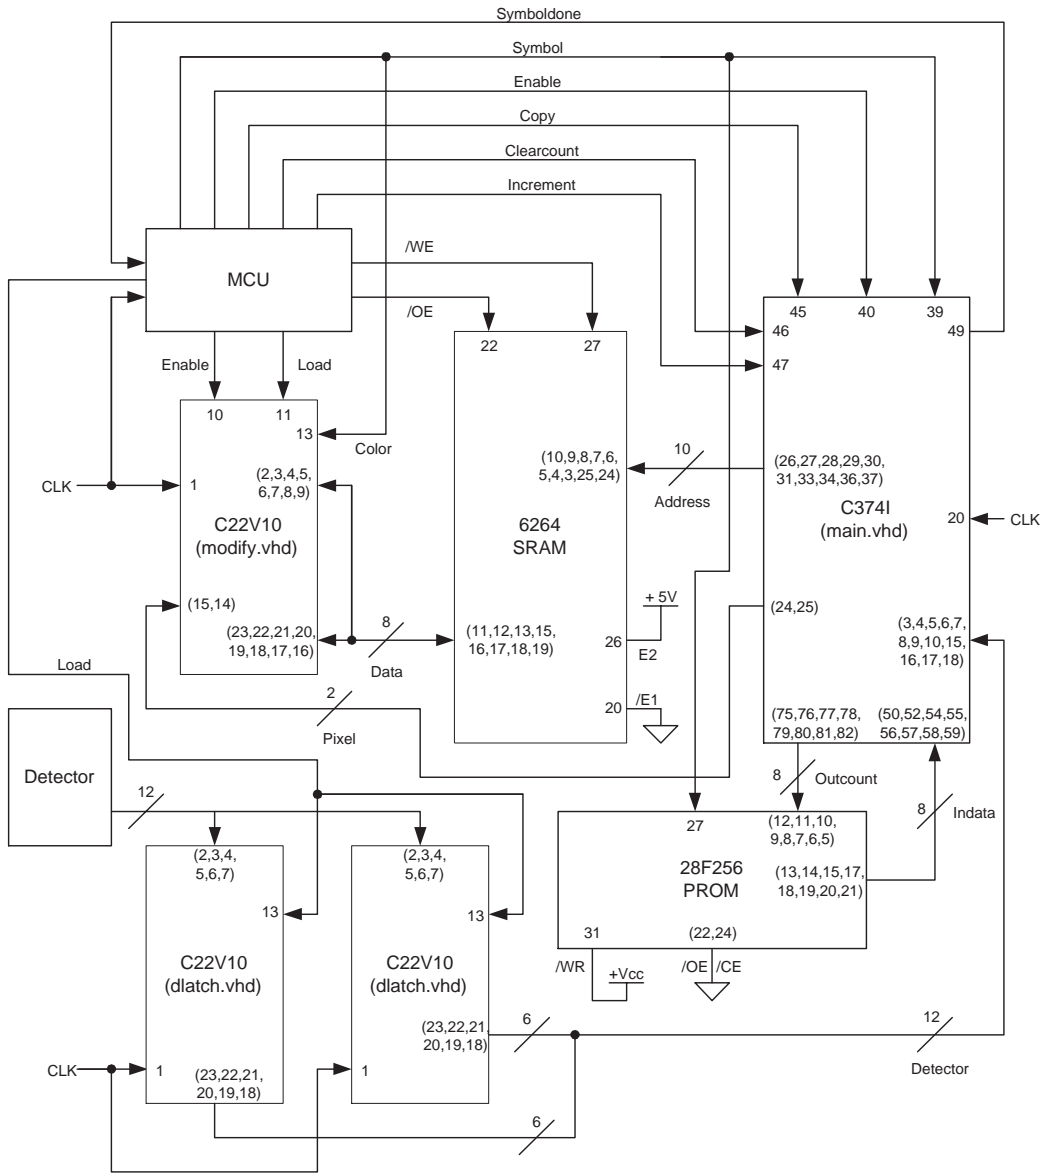 Symboldone
Symbol
Enable
Copy
Clearcount
Increment
/WE
MCU
/OE
45
40
39
46
49
22
27
47
Enable
Load
10
11
13
Color
(10,9,8,7,6,
5,4,3,25,24)
10
Address
(26,27,28,29,30,
31,33,34,36,37)
(2,3,4,5,
6,7,8,9)
CLK
1
C22V10
(modify.vhd)
6264
SRAM
C374I
(main.vhd)
20
CLK
+ 5V
(15,14)
(24,25)
(23,22,21,20,
19,18,17,16)
8
Data
(11,12,13,15,
16,17,18,19)
26
E2
(3,4,5,6,7,
8,9,10,15,
16,17,18)
Load
2
Pixel
20
/E1
(75,76,77,78,
79,80,81,82)
(50,52,54,55,
56,57,58,59)
Detector
12
8
Outcount
8
Indata
27
(12,11,10,
9,8,7,6,5)
(2,3,4,
5,6,7)
(2,3,4,
5,6,7)
28F256
PROM
(13,14,15,17,
18,19,20,21)
13
13
31
(22,24)
/WR
+Vcc
/OE
/CE
C22V10
(dlatch.vhd)
C22V10
(dlatch.vhd)
(23,22,21,
20,19,18)
6
12
Detector
CLK
1
(23,22,21,
20,19,18)
1
6